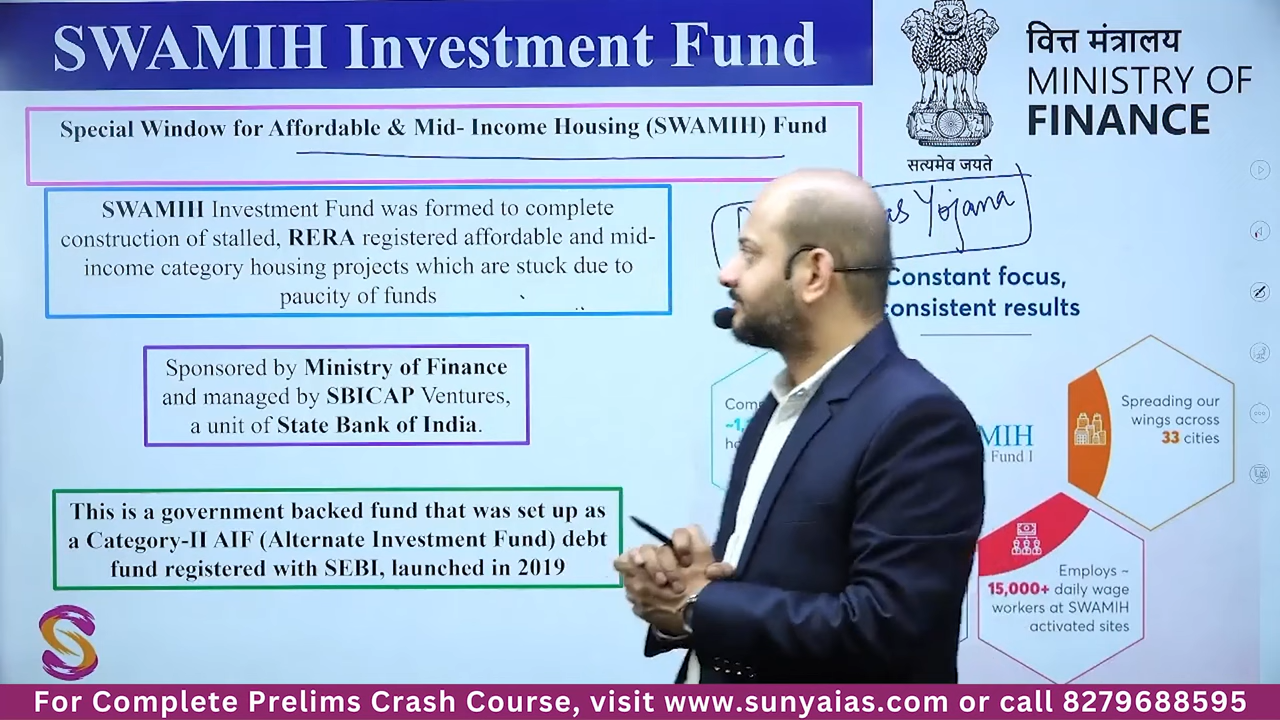 SWAMIH Investment Fund
वित्त मंत्रालय
MINISTRY OF
FINANCE
सत्यमेव जयते
Special Window for Affordable & Mid- Income Housing (SWAMIH) Fund
SWAMIH Investment Fund was formed to complete
construction of stalled, RERA registered affordable and mid-
income category housing projects which are stuck due to
paucity of funds
Yojana
Constant focus,
consistent results
Sponsored by Ministry of Finance
and managed by SBICAP Ventures,
a unit of State Bank of India.
Spreading our
wings across
33 cities
Fund I
This is a government backed fund that was set up as
a Category-II AIF (Alternate Investment Fund) debt
fund registered with SEBI, launched in 2019
Employs ~
15,000+ daily wage
workers at SWAMIH
activated sites
For Complete Prelims Crash Course, visit www.sunyaias.com or call 8279688595